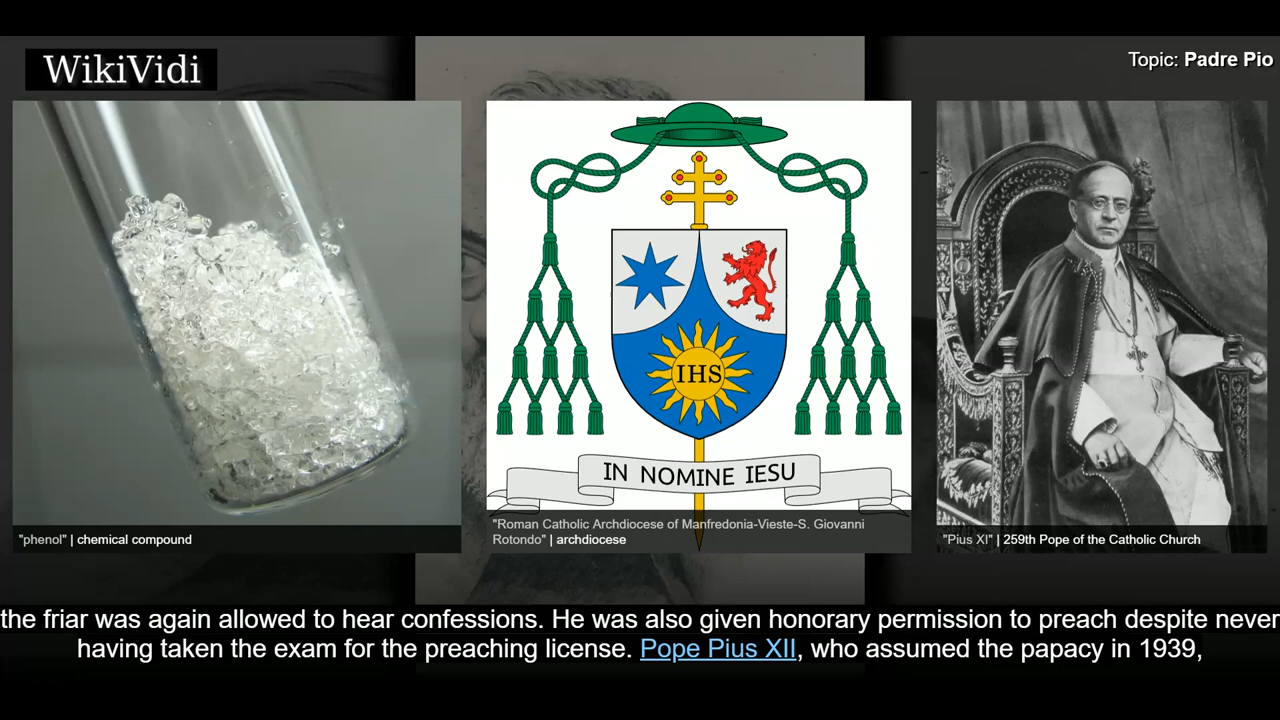 WikiVidi
Topic: Padre Pio
IHS
IN NOMINE IESU
"phenol" | chemical compound
"Roman Catholic Archdiocese of Manfredonia-Vieste-S. Giovanni
Rotondo" | archdiocese
"Pius XI" | 259th Pope of the Catholic Church
the friar was again allowed to hear confessions. He was also given honorary permission to preach despite never
having taken the exam for the preaching license. Pope Pius XII, who assumed the papacy in 1939,